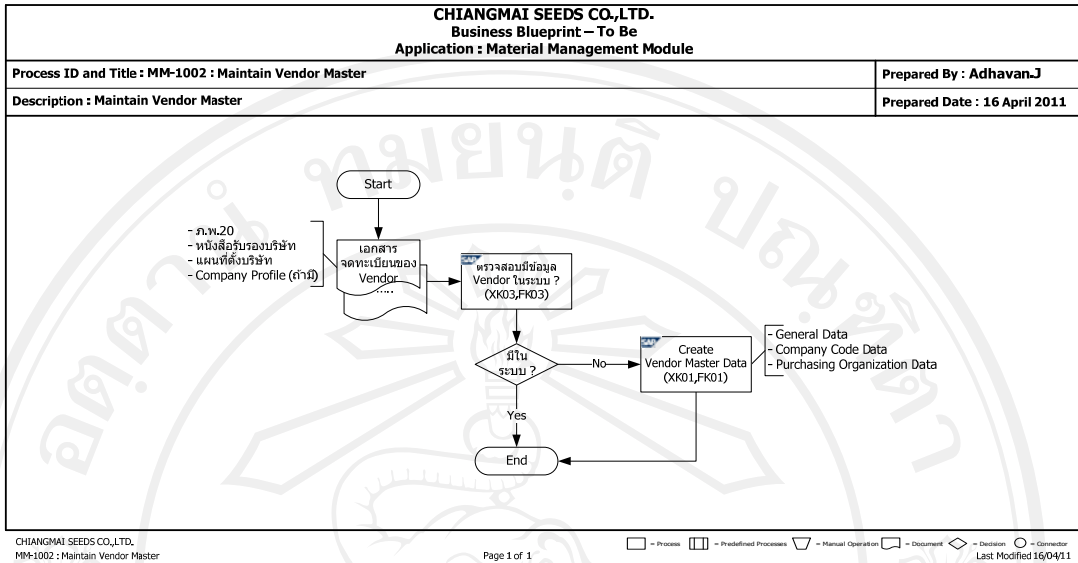 CHIANGMAI SEEDS CO.,LTD.
Business Blueprint – To Be
Application : Material Management Module
Process ID and Title : MM-1002 : Maintain Vendor Master
Prepared By : Adhavan.J
Description : Maintain Vendor Master
Prepared Date : 16 April 2011
Start
- ภ.พ.20
- หนังสือรับรองบริษัท
- แผนที่ตั้งบริษัท
- Company Profile (ถ้ามี)
เอกสาร
จดทะเบียนของ
Vendor
SAP
ตรวจสอบมีข้อมูล
Vendor ในระบบ ?
(XK03,FK03)
มีใน
ระบบ ?
No
SAP
Create
Vendor Master Data
(XK01,FK01)
- General Data
- Company Code Data
- Purchasing Organization Data
Yes
End
CHIANGMAI SEEDS CO.,LTD.
MM-1002 : Maintain Vendor Master
Page 1 of 1
= Process = Predefined Processes = Manual Operation = Document = Decision = Connector
Last Modified 16/04/11